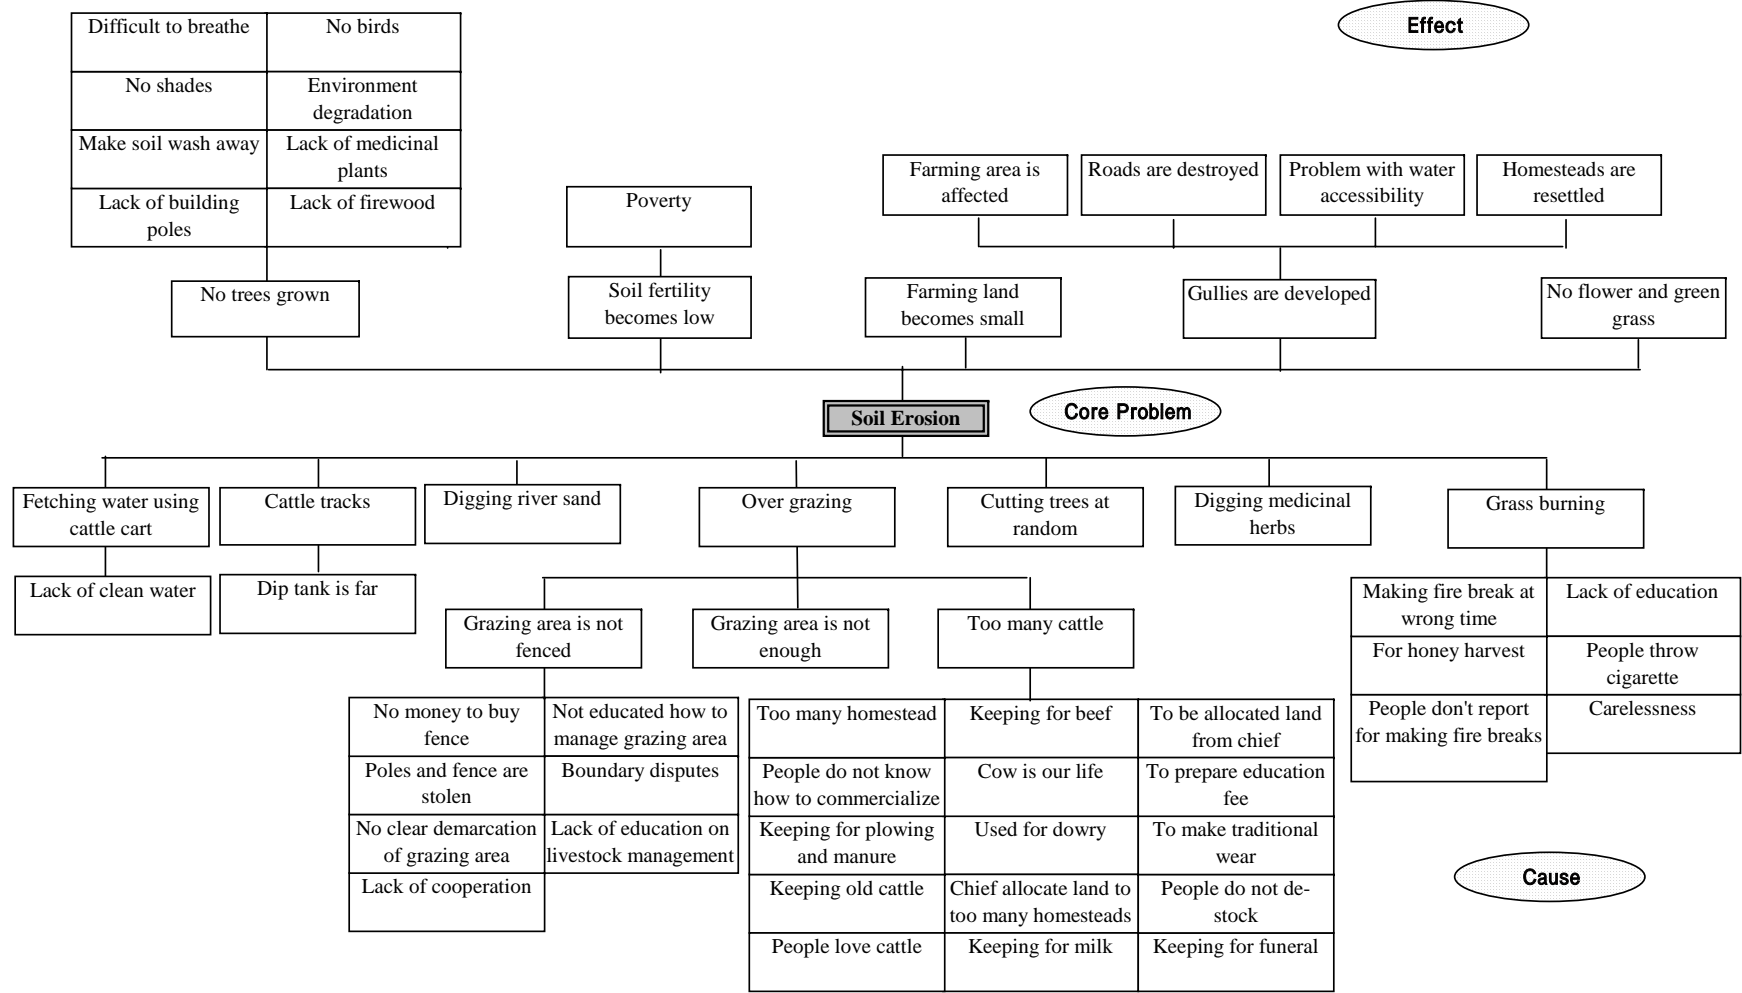 Difficult to breathe
No birds
Effect
No shades
Environment
degradation
Make soil wash away
Lack of medicinal
plants
Lack of building
poles
Lack of firewood
Poverty
Farming area is
affected
Roads are destroyed
Problem with water
accessibility
Homesteads are
resettled
No trees grown
Soil fertility
becomes low
Farming land
becomes small
Gullies are developed
No flower and green
grass
Soil Erosion
Core Problem
Fetching water using
cattle cart
Cattle tracks
Digging river sand
Over grazing
Cutting trees at
random
Digging medicinal
herbs
Grass burning
Lack of clean water
Dip tank is far
Grazing area is not
fenced
Grazing area is not
enough
Too many cattle
Making fire break at
wrong time
Lack of education
For honey harvest
People throw
cigarette
People don't report
for making fire breaks
Carelessness
No money to buy
fence
Not educated how to
manage grazing area
Poles and fence are
stolen
Boundary disputes
No clear demarcation
of grazing area
Lack of education on
livestock management
Lack of cooperation
Too many homestead
Keeping for beef
To be allocated land
from chief
People do not know
how to commercialize
Cow is our life
To prepare education
fee
Keeping for plowing
and manure
Used for dowry
To make traditional
wear
Keeping old cattle
Chief allocate land to
too many homesteads
People do not de-
stock
People love cattle
Keeping for milk
Keeping for funeral
Cause